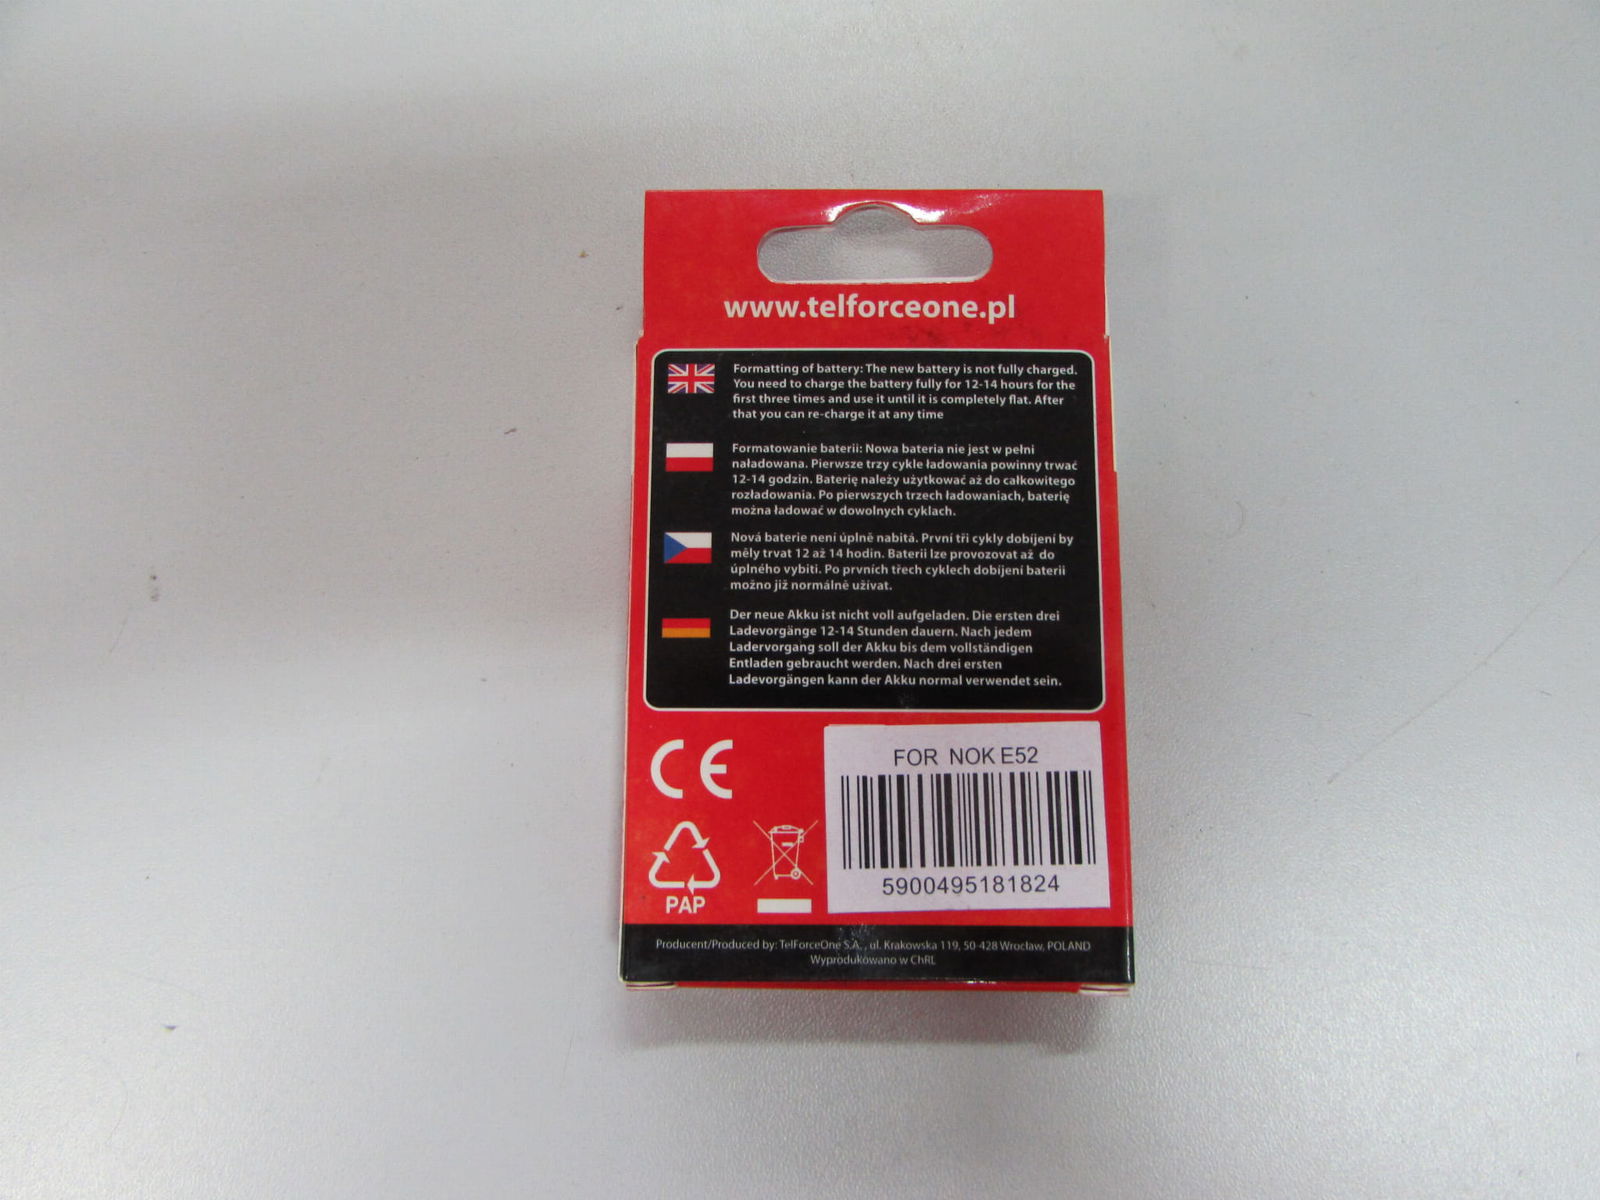 www.telforceone.pl
Formatting of battery: The new battery is not fully charged.
You need to charge the battery fully for 12-14 hours for the
first three times and use it until it is completely flat. After
that you can re-charge it at any time
Formatowanie baterii: Nowa bateria nie jest w pełni
naładowana. Pierwsze trzy cykle ładowania powinny trwać
12-14 godzin. Baterię należy użytkować aż do całkowitego
rozładowania. Po pierwszych trzech ładowaniach, baterię
można ładować w dowolnych cyklach.
Nová baterie není úplně nabitá. První tři cykly dobíjení by
měly trvat 12 až 14 hodin. Baterii lze provozovat až do
úplného vybití. Po prvních třech cyklech dobíjení baterii
možno již normálně užívat.
Der neue Akku ist nicht voll aufgeladen. Die ersten drei
Ladevorgänge 12-14 Stunden dauern. Nach jedem
Ladervorgang soll der Akku bis dem vollständigen
Entladen gebraucht werden. Nach drei ersten
Ladevorgängen kann der Akku normal verwendet sein.
CE
PAP
FOR NOK E52
5900495181824
Producent/Produced by: TelForceOne S.A., ul. Krakowska 119, 50-428 Wrocław, POLAND
Wyprodukowano w ChRL